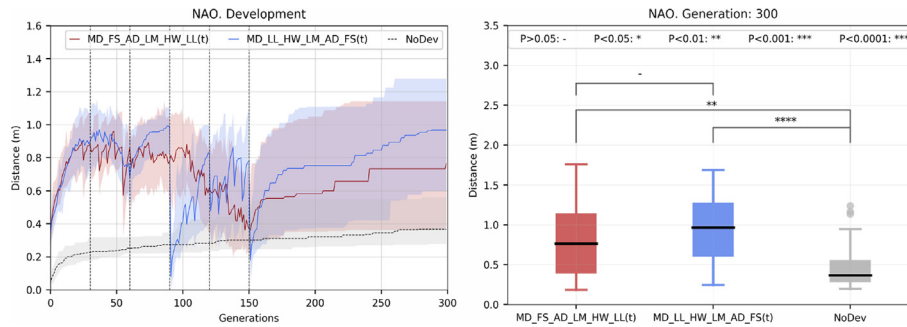 NAO. Development
MD_FS_AD_LM_HW_LL(t)
MD_LL_HW_LM_AD_FS(t)
NoDev
Distance (m)
1.6
1.4
1.2
1.0
0.8
0.6
0.4
0.2
0.0
0
50
100
150
200
250
300
Generations
NAO. Generation: 300
P>0.05: -
P<0.05: *
P<0.01: **
P<0.001: ***
P<0.0001: ***
Distance (m)
3.5
3.0
2.5
2.0
1.5
1.0
0.5
0.0
-
**
****
MD_FS_AD_LM_HW_LL(t)
MD_LL_HW_LM_AD_FS(t)
NoDev